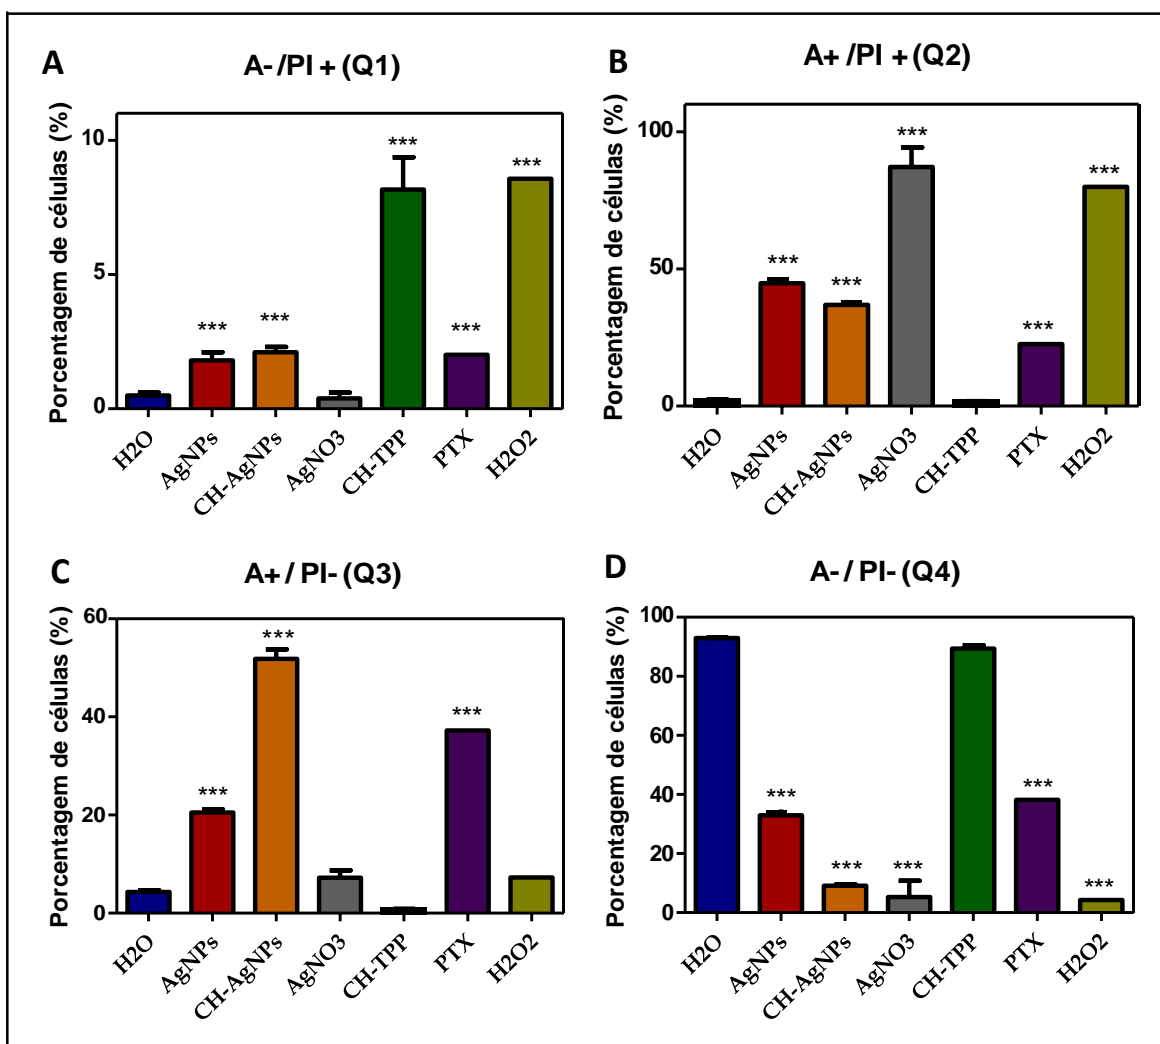 A
A- /PI + (Q1)
Porcentagem de células (%)
10
5
0
***
***
***
***
***
H2O
AgNPs
CH-AgNPs
AgNO3
CH-TPP
PTX
H2O2
B
A+ /PI + (Q2)
Porcentagem de células (%)
100
50
0
***
***
***
***
***
H2O
AgNPs
CH-AgNPs
AgNO3
CH-TPP
PTX
H2O2
C
A+ / PI- (Q3)
Porcentagem de células (%)
60
40
20
0
***
***
***
H2O
AgNPs
CH-AgNPs
AgNO3
CH-TPP
PTX
H2O2
D
A- / PI- (Q4)
Porcentagem de células (%)
100
80
60
40
20
0
***
***
***
***
***
H2O
AgNPs
CH-AgNPs
AgNO3
CH-TPP
PTX
H2O2